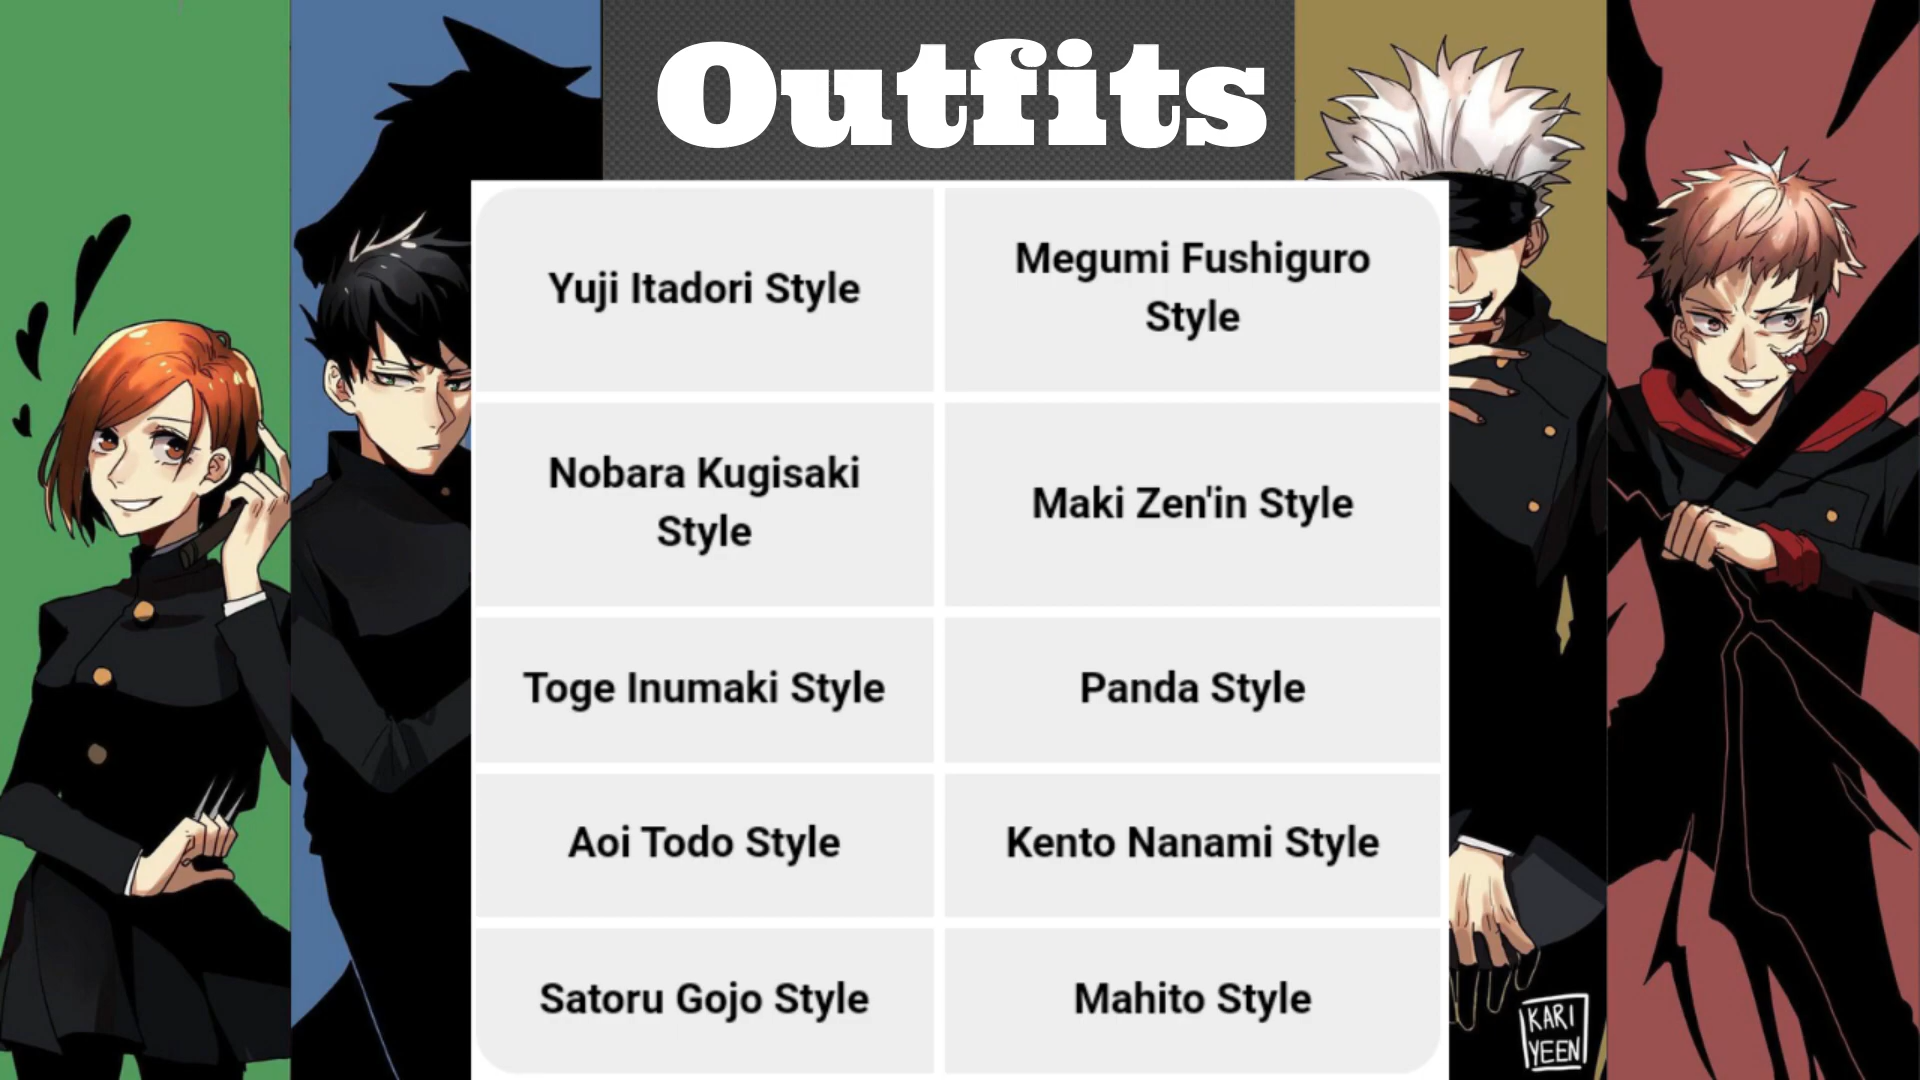 Outfits
Yuji Itadori Style
Megumi Fushiguro
Style
Nobara Kugisaki
Style
Maki Zen'in Style
Toge Inumaki Style
Panda Style
Aoi Todo Style
Kento Nanami Style
Satoru Gojo Style
Mahito Style
KARI
YEEN